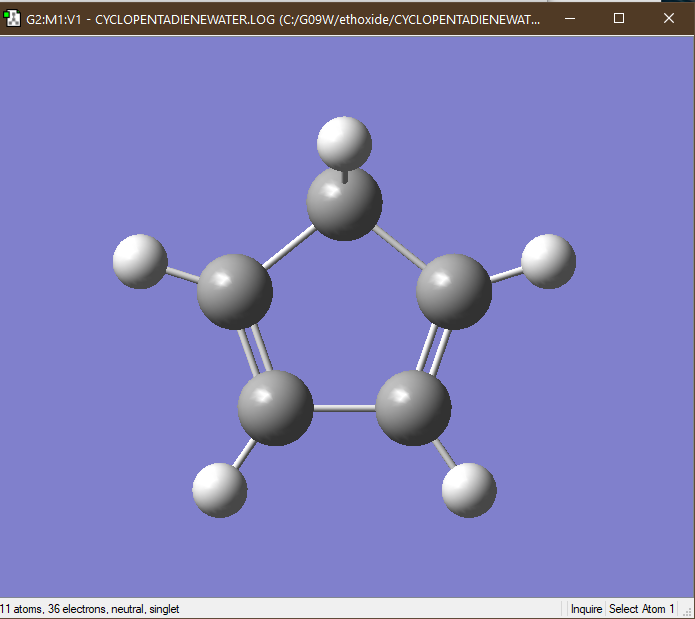 G2:M1:V1 - CYCLOPENTADIENEWATER.LOG (C:/G09W/ethoxide/CYCLOPENTADIENEWAT...
11 atoms, 36 electrons, neutral, singlet
Inquire
Select Atom 1